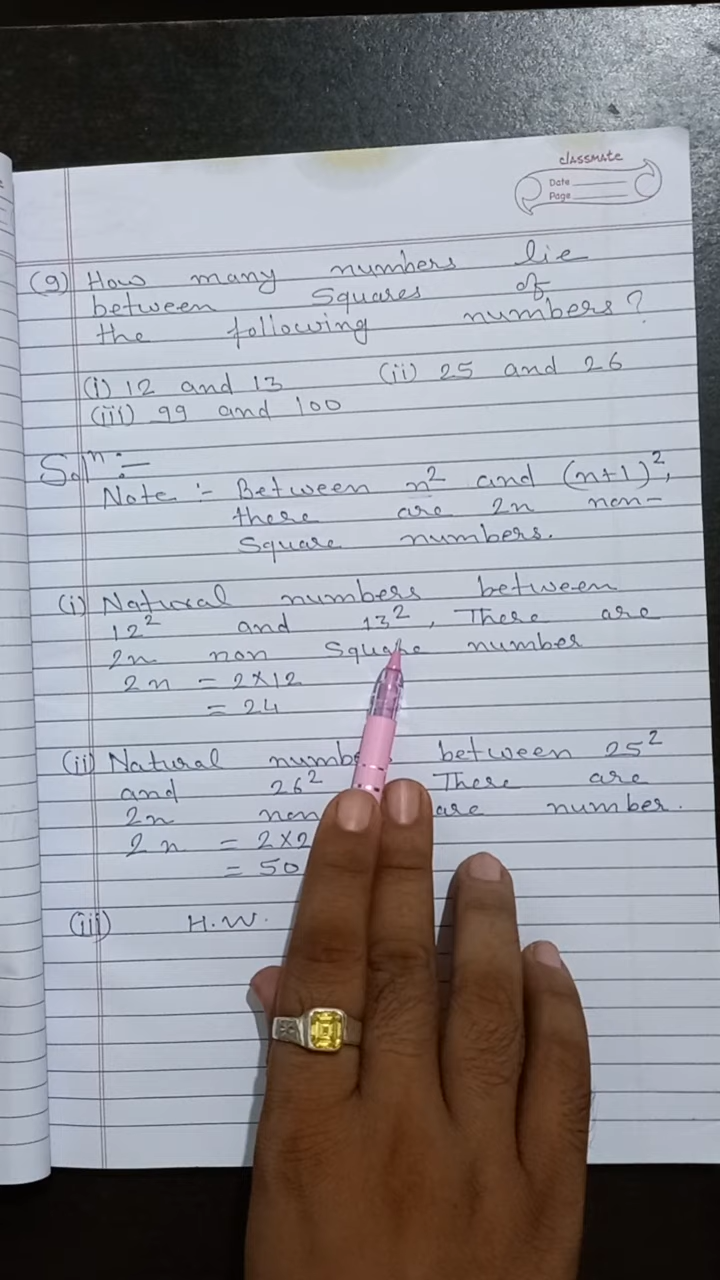 classmate
Date
Page
(9) How many numbers lie
between squares of
the following numbers?
(i) 12 and 13 (ii) 25 and 26
(iii) 99 and 100
Solⁿ :-
Note :- Between n² and (n+1)²,
there are 2n non-
square numbers.
(i) Natural numbers between
12² and 13², There are
2n non square number
2n = 2×12
= 24
(ii) Natural between 25²
and 26² There are
2n number.
2n = 2×2
= 50
(iii) H.W.